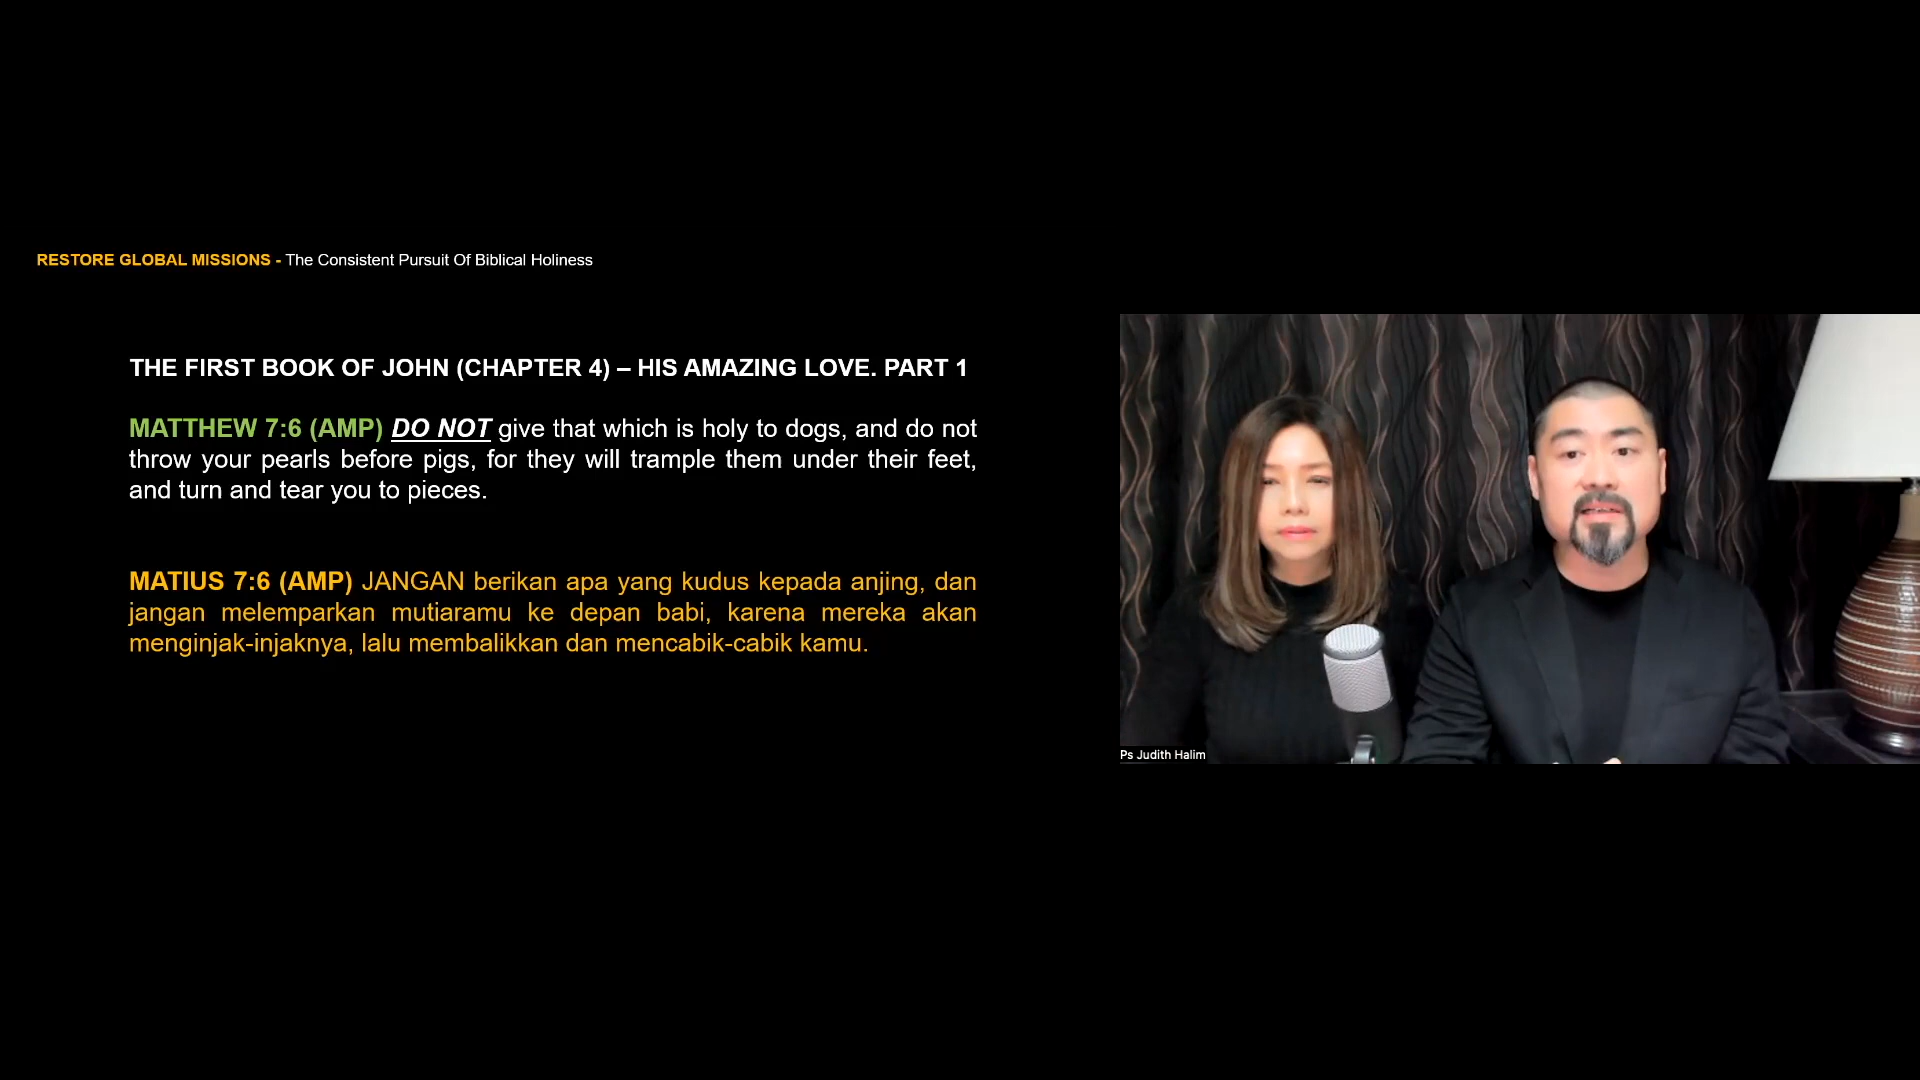 RESTORE GLOBAL MISSIONS - The Consistent Pursuit Of Biblical Holiness
THE FIRST BOOK OF JOHN (CHAPTER 4) – HIS AMAZING LOVE. PART 1
MATTHEW 7:6 (AMP) DO NOT give that which is holy to dogs, and do not
throw your pearls before pigs, for they will trample them under their feet,
and turn and tear you to pieces.
MATIUS 7:6 (AMP) JANGAN berikan apa yang kudus kepada anjing, dan
jangan melemparkan mutiaramu ke depan babi, karena mereka akan
menginjak-injaknya, lalu membalikkan dan mencabik-cabik kamu.
Ps Judith Halim